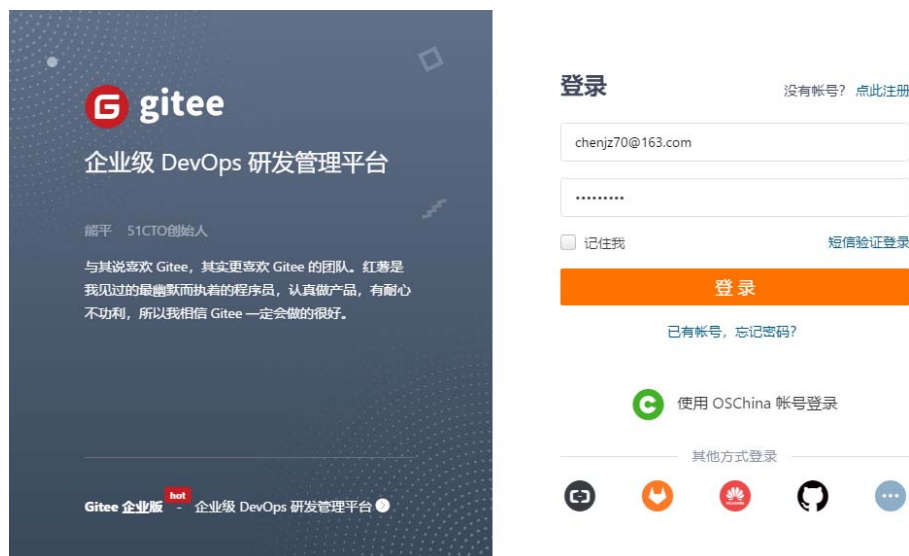 gitee
企业级 DevOps 研发管理平台
熊平 51CTO创始人
与其说喜欢 Gitee，其实更喜欢 Gitee 的团队。红薯是
我见过的最幽默而执着的程序员，认真做产品，有耐心
不功利，所以我相信 Gitee 一定会做的很好。
hot
Gitee 企业版 - 企业级 DevOps 研发管理平台
登录
没有帐号？ 点此注册
chenjz70@163.com
•••••••••
记住我 短信验证登录
登 录
已有帐号，忘记密码？
使用 OSChina 帐号登录
其他方式登录